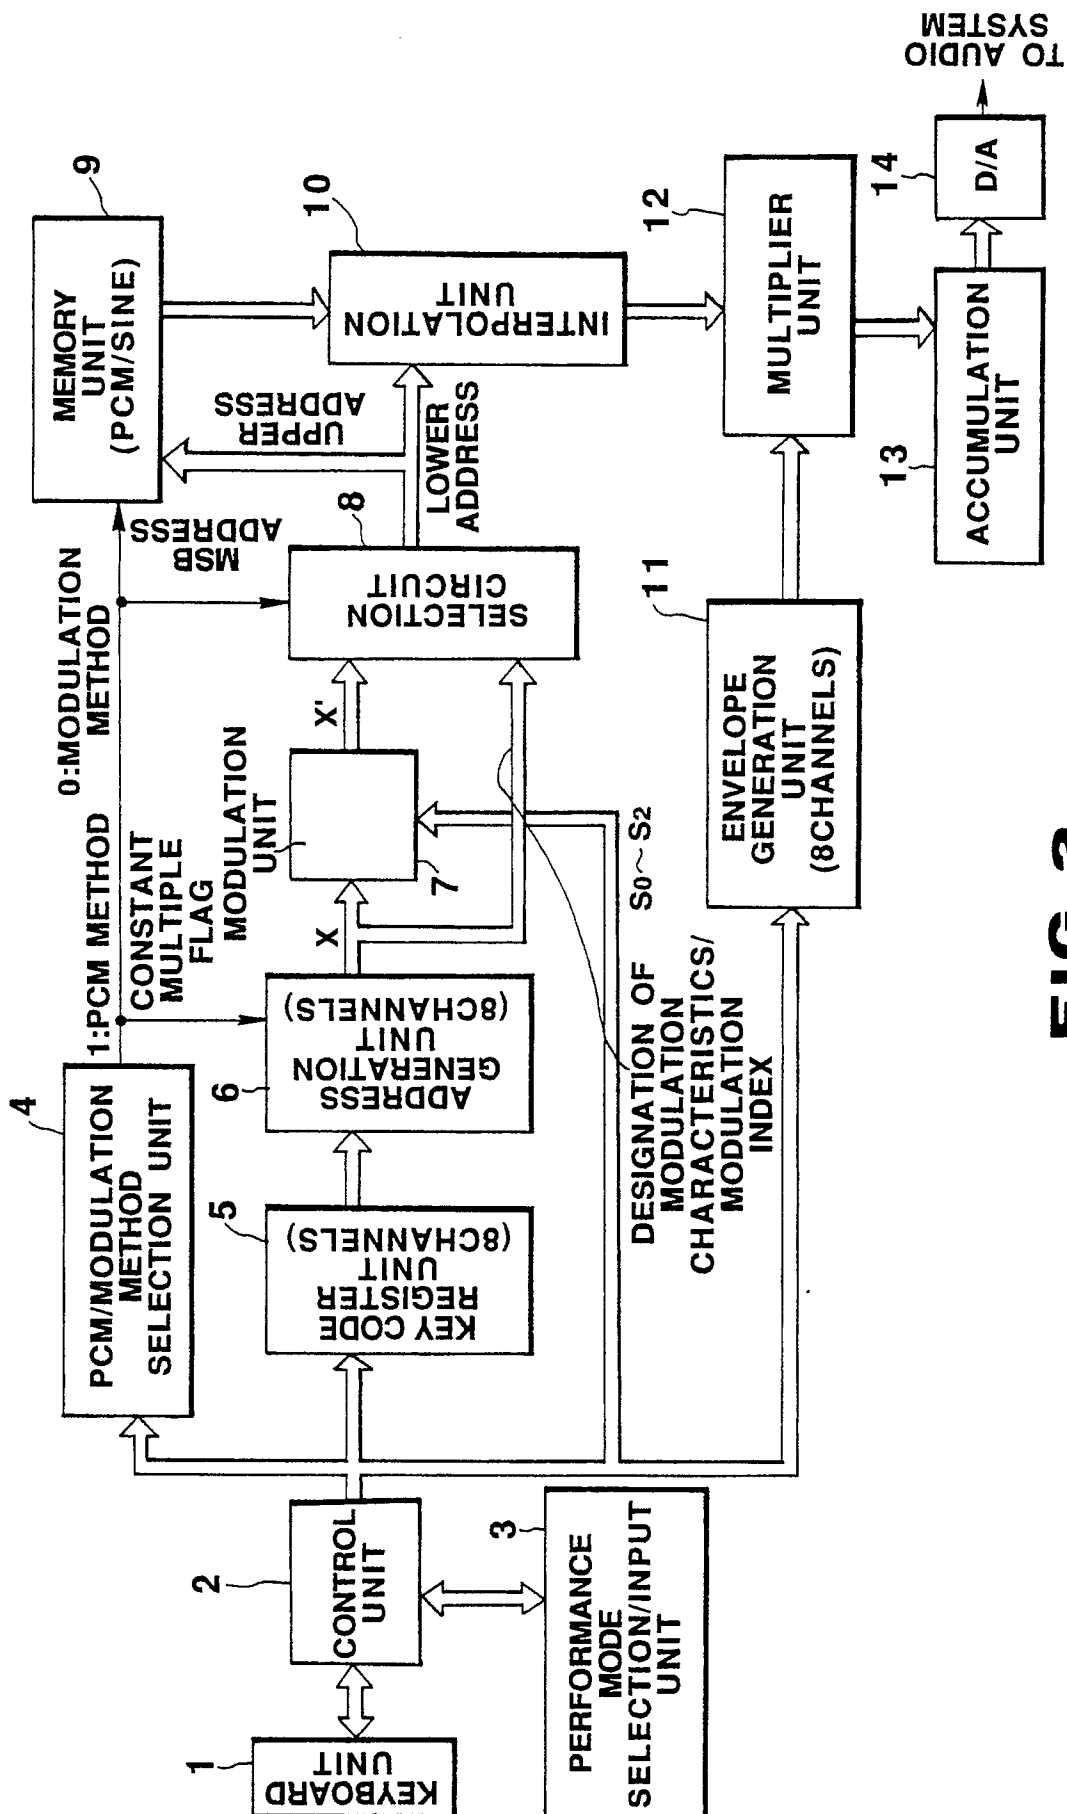 1
KEYBOARD
UNIT
2
CONTROL
UNIT
3
PERFORMANCE
MODE
SELECTION/INPUT
UNIT
4
PCM/MODULATION
METHOD
SELECTION UNIT
5
KEY CODE
REGISTER
UNIT
(8CHANNELS)
6
ADDRESS
GENERATION
UNIT
(8CHANNELS)
1:PCM METHOD
0:MODULATION
METHOD
CONSTANT
MULTIPLE
FLAG
MODULATION
UNIT
X
7
X'
MSB
ADDRESS
8
SELECTION
CIRCUIT
UPPER
ADDRESS
LOWER
ADDRESS
9
MEMORY
UNIT
(PCM/SINE)
10
INTERPOLATION
UNIT
DESIGNATION OF
MODULATION
CHARACTERISTICS/
MODULATION
INDEX
S0~S2
11
ENVELOPE
GENERATION
UNIT
(8CHANNELS)
12
MULTIPLIER
UNIT
13
ACCUMULATION
UNIT
14
D/A
TO AUDIO
SYSTEM
FIG